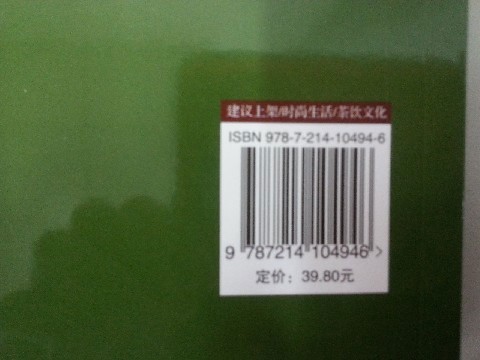 建议上架/时尚生活/茶饮文化
ISBN 978-7-214-10494-6
9 787214 104946 >
定价：39.80元